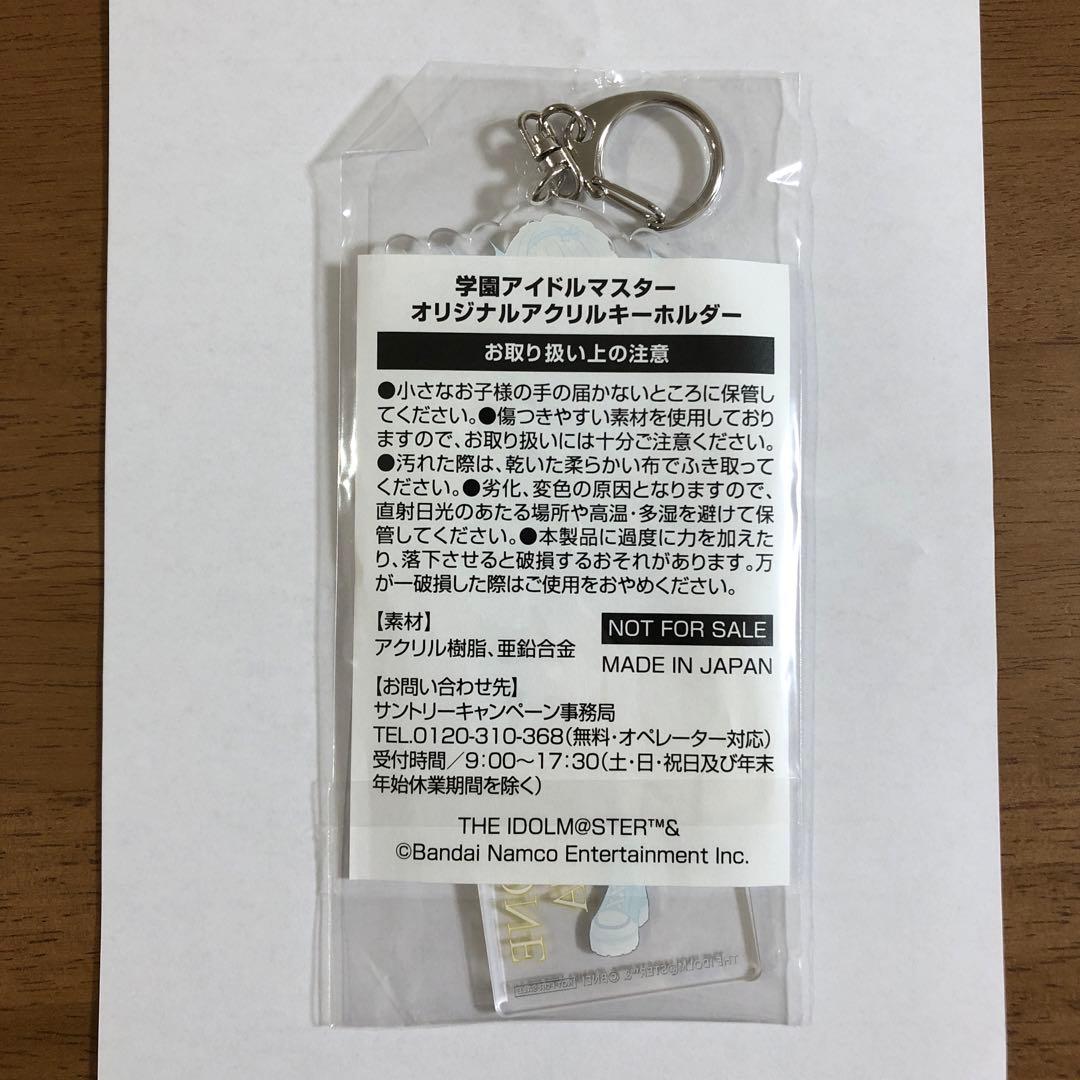 学園アイドルマスター
オリジナルアクリルキーホルダー
お取り扱い上の注意
●小さなお子様の手の届かないところに保管し
てください。●傷つきやすい素材を使用しており
ますので、お取り扱いには十分ご注意ください。
●汚れた際は、乾いた柔らかい布でふき取って
ください。●劣化、変色の原因となりますので、
直射日光のあたる場所や高温・多湿を避けて保
管してください。●本製品に過度に力を加えた
り、落下させると破損するおそれがあります。万
が一破損した際はご使用をおやめください。
【素材】
アクリル樹脂、亜鉛合金
NOT FOR SALE
MADE IN JAPAN
【お問い合わせ先】
サントリーキャンペーン事務局
TEL.0120-310-368(無料・オペレーター対応)
受付時間/9:00～17:30(土・日・祝日及び年末
年始休業期間を除く)
THE IDOLM@STER™&
©Bandai Namco Entertainment Inc.
THE IDOLM@STER™& ©BNEI NOT FOR SALE